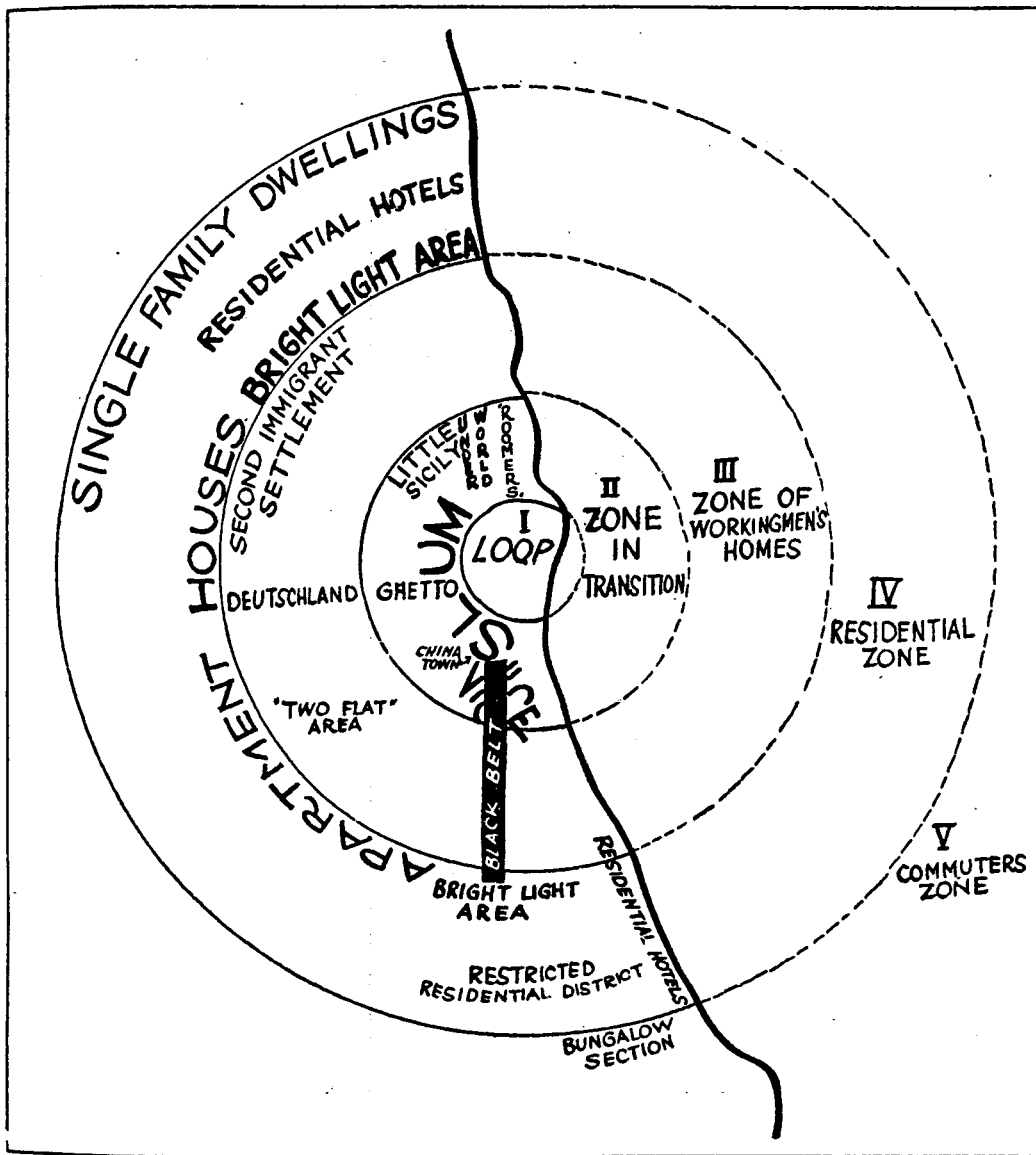 SINGLE FAMILY DWELLINGS
RESIDENTIAL HOTELS
BRIGHT LIGHT AREA
SECOND IMMIGRANT
SETTLEMENT
APARTMENT HOUSES
LITTLE
SICILY
UNDER
WORLD
"ROOMERS"
I
LOOP
II
ZONE
IN
TRANSITION
III
ZONE OF
WORKINGMEN'S
HOMES
IV
RESIDENTIAL
ZONE
V
COMMUTERS
ZONE
DEUTSCHLAND
GHETTO
SLUM
CHINA
TOWN
VICE
"TWO FLAT"
AREA
BLACK BELT
BRIGHT LIGHT
AREA
RESIDENTIAL HOTELS
RESTRICTED
RESIDENTIAL DISTRICT
BUNGALOW
SECTION